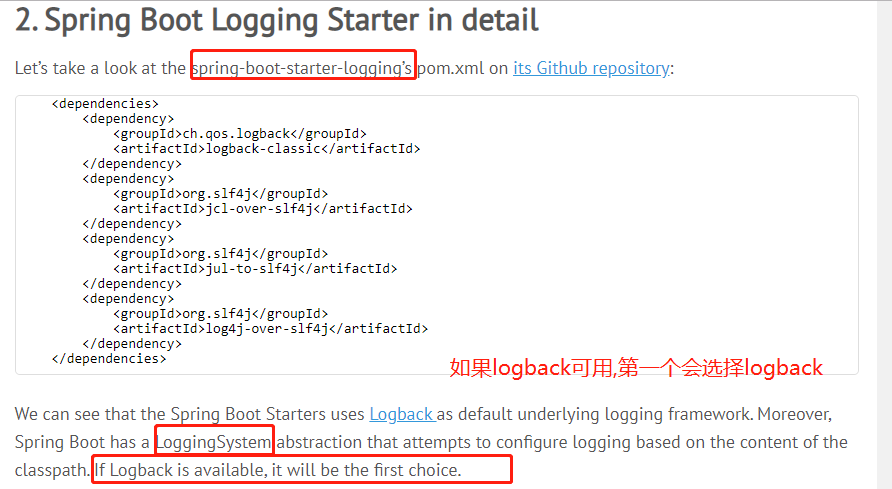 2. Spring Boot Logging Starter in detail
Let's take a look at the spring-boot-starter-logging's pom.xml on its Github repository:
<dependencies>
<dependency>
<groupId>ch.qos.logback</groupId>
<artifactId>logback-classic</artifactId>
</dependency>
<dependency>
<groupId>org.slf4j</groupId>
<artifactId>jcl-over-slf4j</artifactId>
</dependency>
<dependency>
<groupId>org.slf4j</groupId>
<artifactId>jul-to-slf4j</artifactId>
</dependency>
<dependency>
<groupId>org.slf4j</groupId>
<artifactId>log4j-over-slf4j</artifactId>
</dependency>
</dependencies>
如果logback可用,第一个会选择logback
We can see that the Spring Boot Starters uses Logback as default underlying logging framework. Moreover,
Spring Boot has a LoggingSystem abstraction that attempts to configure logging based on the content of the
classpath. If Logback is available, it will be the first choice.